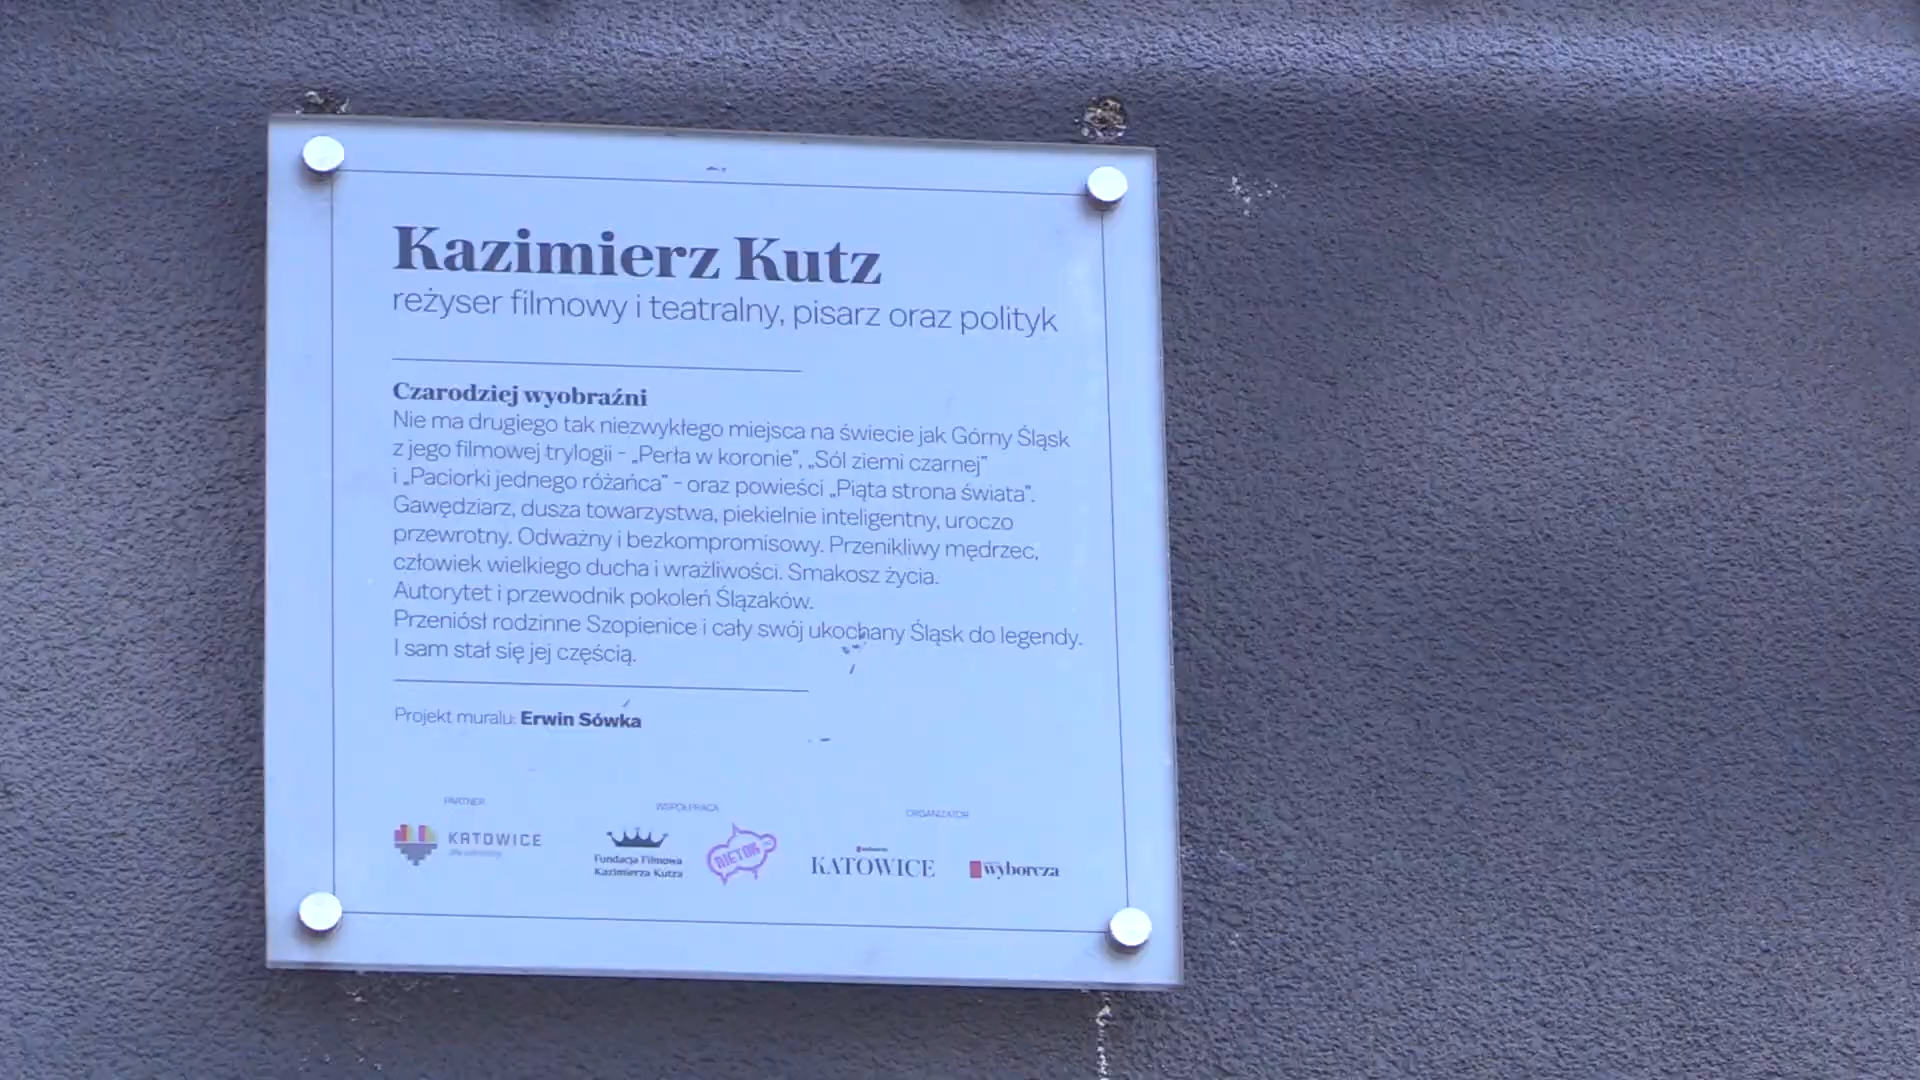 Kazimierz Kutz
reżyser filmowy i teatralny, pisarz oraz polityk
Czarodziej wyobraźni
Nie ma drugiego tak niezwykłego miejsca na świecie jak Górny Śląsk
z jego filmowej trylogii - „Perła w koronie”, „Sól ziemi czarnej”
i „Paciorki jednego różańca” - oraz powieści „Piąta strona świata”.
Gawędziarz, dusza towarzystwa, piekielnie inteligentny, uroczo
przewrotny. Odważny i bezkompromisowy. Przenikliwy mędrzec,
człowiek wielkiego ducha i wrażliwości. Smakosz życia.
Autorytet i przewodnik pokoleń Ślązaków.
Przeniósł rodzinne Szopienice i cały swój ukochany Śląsk do legendy.
I sam stał się jej częścią.
Projekt muralu: Erwin Sówka
PARTNER
WSPÓŁPRACA
ORGANIZATOR
KATOWICE
Fundacja Filmowa
Kazimierza Kutza
NIETAK
KATOWICE
wyborcza